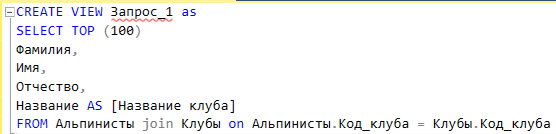 CREATE VIEW Запрос_1 as
SELECT TOP (100)
Фамилия,
Имя,
Отчество,
Название AS [Название клуба]
FROM Альпинисты join Клубы on Альпинисты.Код_клуба = Клубы.Код_клуба